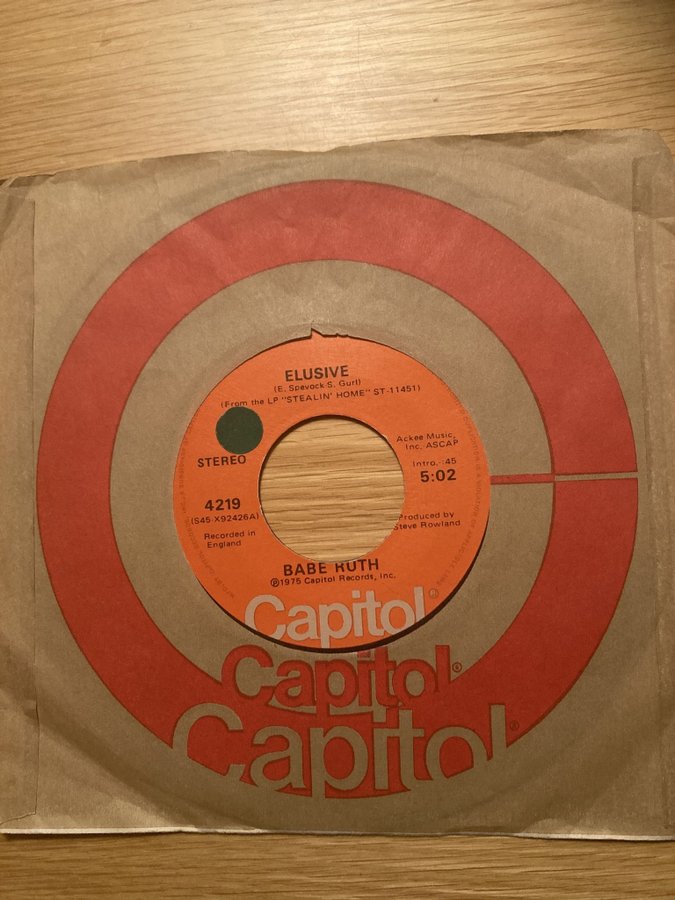 ELUSIVE
(E. Spevock-S. Gurl)
(From the LP "STEALIN' HOME" ST-11451)
STEREO
Ackee Music,
Inc. ASCAP
Intro.-:45
5:02
4219
(S45-X92426A)
Recorded in
England
Produced by
Steve Rowland
BABE RUTH
℗1975 Capitol Records, Inc.
Capitol®
Capitol®
Capitol®